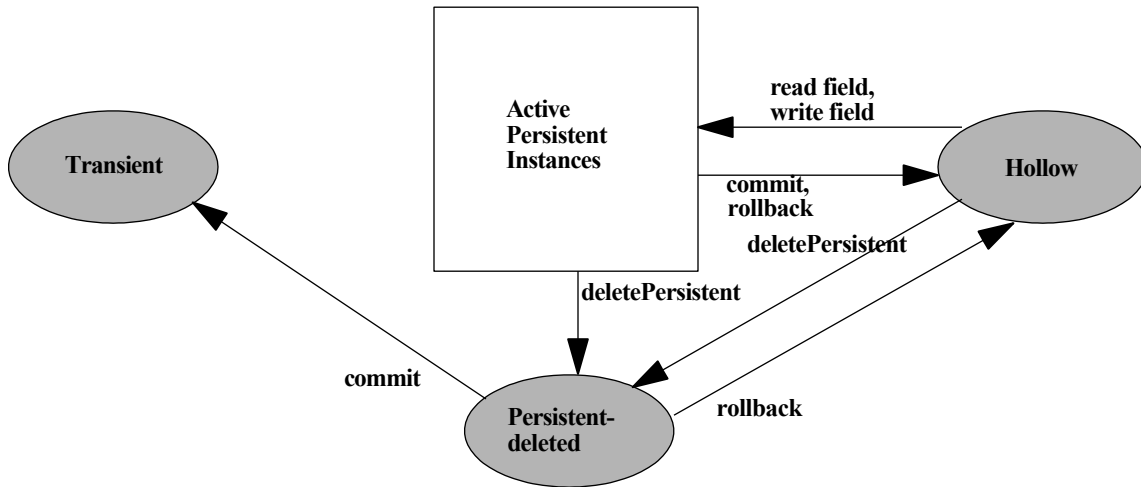 read field,
write field
Active
Persistent
Instances
Transient
Hollow
commit,
rollback
deletePersistent
deletePersistent
commit
rollback
Persistent-
deleted